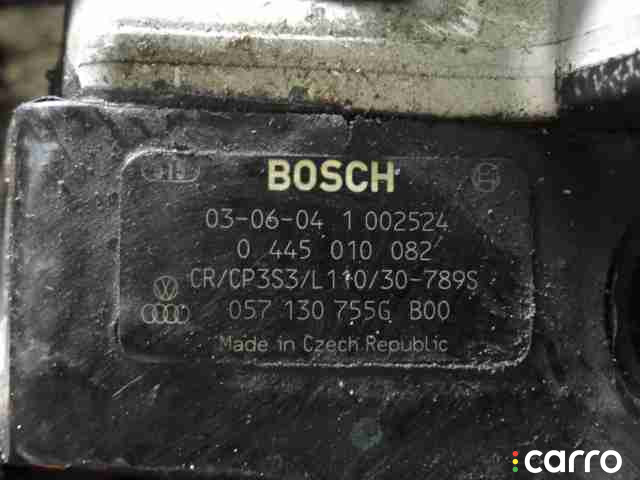 BOSCH
03-06-04 1 002524
0 445 010 082
CR/CP3S3/L110/30-789S
057 130 755G B00
Made in Czech Republic
carro